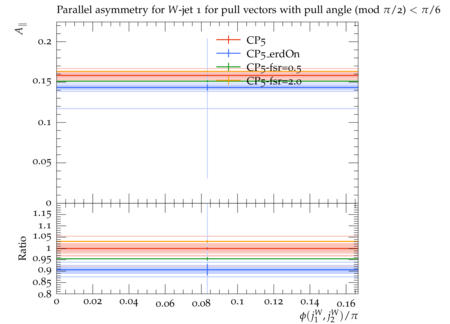 Parallel asymmetry for W-jet 1 for pull vectors with pull angle (mod π/2) < π/6
A∥
0.2
0.15
0.1
0.05
0
CP5
CP5_erdOn
CP5-fsr=0.5
CP5-fsr=2.0
Ratio
1.15
1.1
1.05
1
0.95
0.9
0.85
0.8
0 0.02 0.04 0.06 0.08 0.1 0.12 0.14 0.16
ϕ(j₁ᵂ, j₂ᵂ)/π